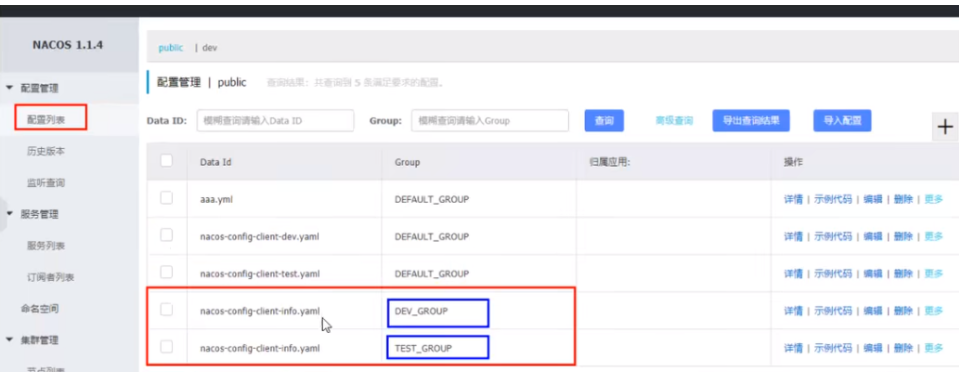 NACOS 1.1.4
public | dev
配置管理
配置管理 | public 查询结果：共查询到 5 条满足要求的配置。
配置列表
Data ID: 模糊查询请输入Data ID Group: 模糊查询请输入Group 查询 高级查询 导出查询结果 导入配置
历史版本
Data Id Group 归属应用: 操作
监听查询
aaa.yml DEFAULT_GROUP 详情 | 示例代码 | 编辑 | 删除 | 更多
服务管理
nacos-config-client-dev.yaml DEFAULT_GROUP 详情 | 示例代码 | 编辑 | 删除 | 更多
服务列表
nacos-config-client-test.yaml DEFAULT_GROUP 详情 | 示例代码 | 编辑 | 删除 | 更多
订阅者列表
命名空间
nacos-config-client-info.yaml DEV_GROUP 详情 | 示例代码 | 编辑 | 删除 | 更多
集群管理
nacos-config-client-info.yaml TEST_GROUP 详情 | 示例代码 | 编辑 | 删除 | 更多
节点列表